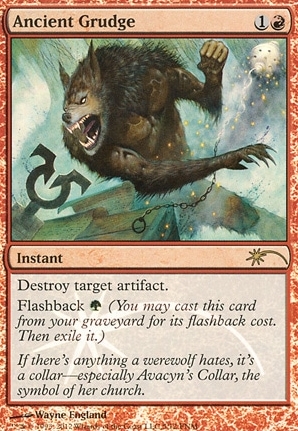 Ancient Grudge 1
Instant
Destroy target artifact.
Flashback (You may cast this card
from your graveyard for its flashback cost.
Then exile it.)
If there's anything a werewolf hates, it's
a collar—especially Avacyn's Collar, the
symbol of her church.
Wayne England